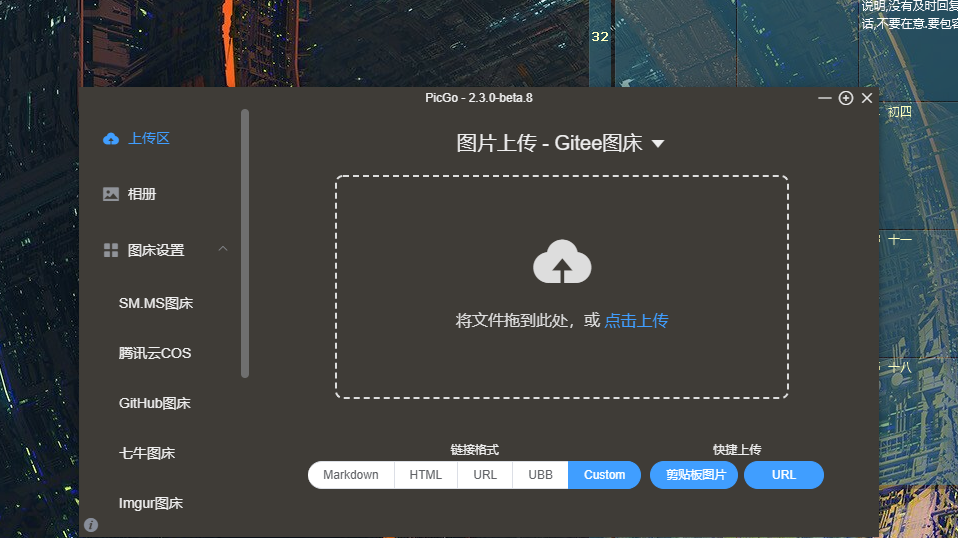 说明,没有及时回复
话,不要在意.要包容
32
PicGo - 2.3.0-beta.8
初四
上传区
图片上传 - Gitee图床
相册
十一
图床设置
SM.MS图床
将文件拖到此处，或 点击上传
腾讯云COS
十八
GitHub图床
链接格式
快捷上传
七牛图床
Markdown HTML URL UBB Custom 剪贴板图片 URL
Imgur图床